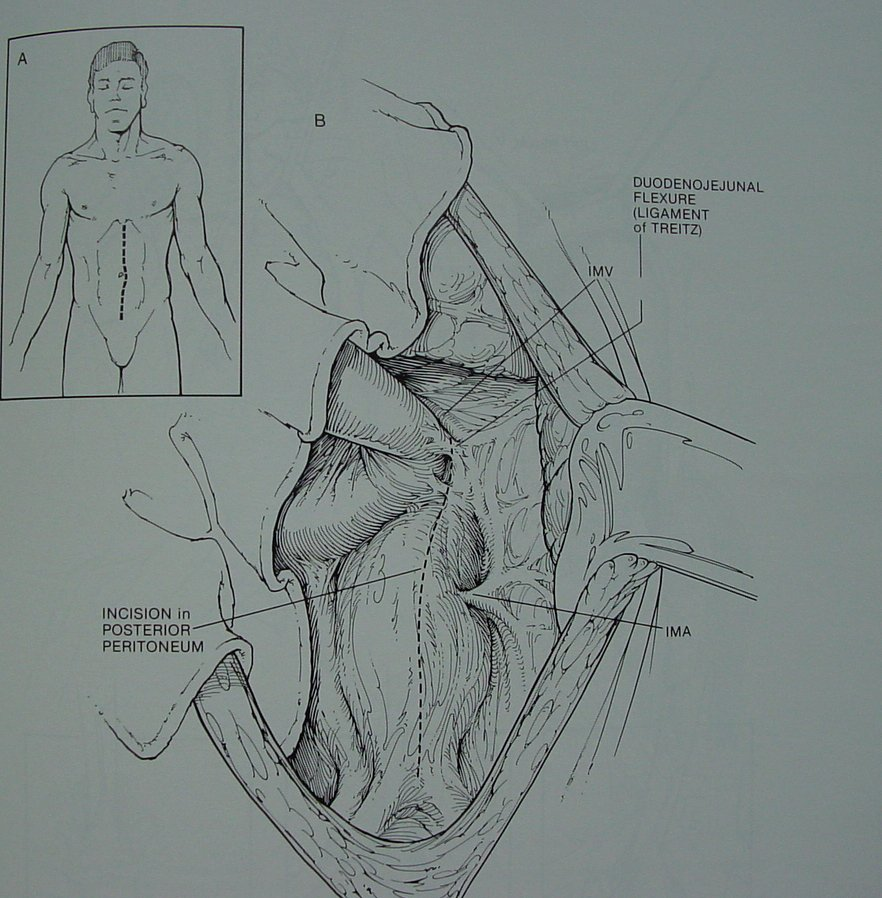 A
B
DUODENOJEJUNAL
FLEXURE
(LIGAMENT
of TREITZ)
IMV
INCISION in
POSTERIOR
PERITONEUM
IMA